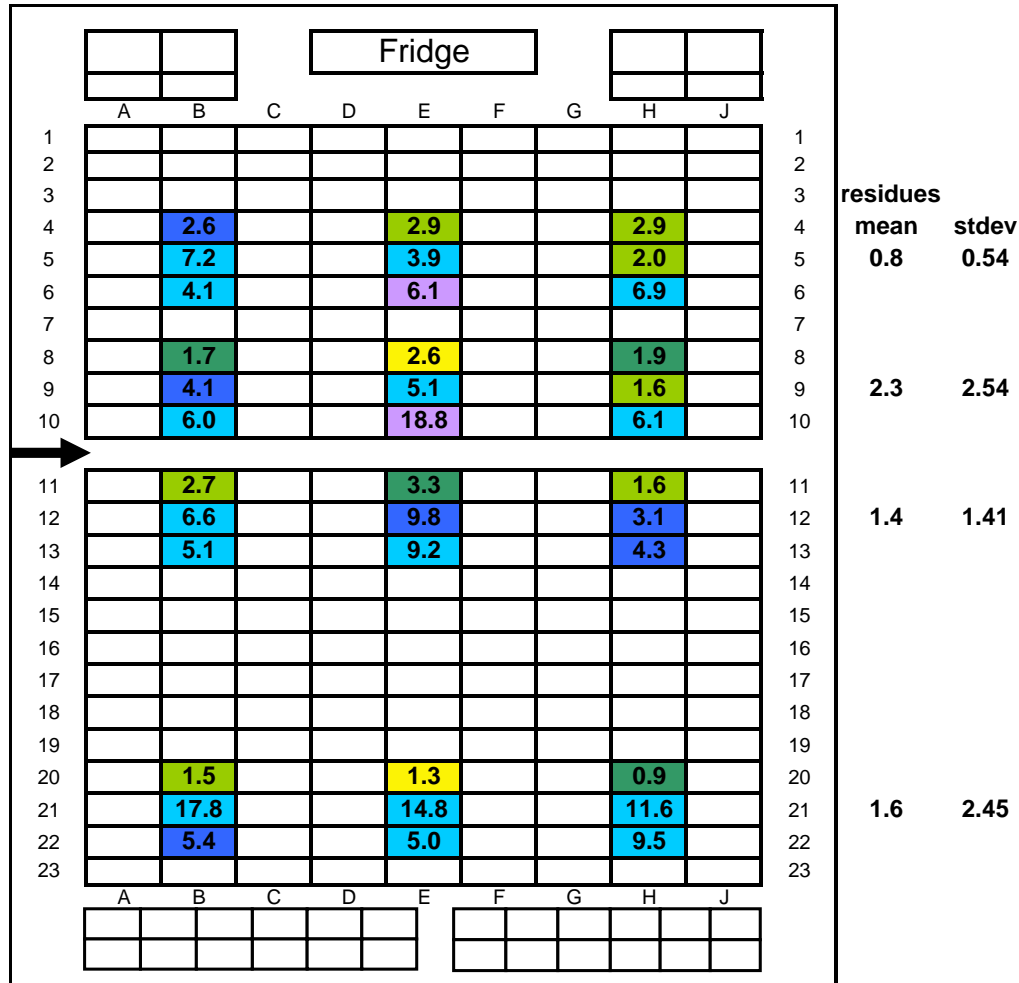 Fridge
A B C D E F G H J
1 1
2 2
3 3 residues
4 2.6 2.9 2.9 4 mean stdev
5 7.2 3.9 2.0 5 0.8 0.54
6 4.1 6.1 6.9 6
7 7
8 1.7 2.6 1.9 8
9 4.1 5.1 1.6 9 2.3 2.54
10 6.0 18.8 6.1 10
11 2.7 3.3 1.6 11
12 6.6 9.8 3.1 12 1.4 1.41
13 5.1 9.2 4.3 13
14 14
15 15
16 16
17 17
18 18
19 19
20 1.5 1.3 0.9 20
21 17.8 14.8 11.6 21 1.6 2.45
22 5.4 5.0 9.5 22
23 23
A B C D E F G H J